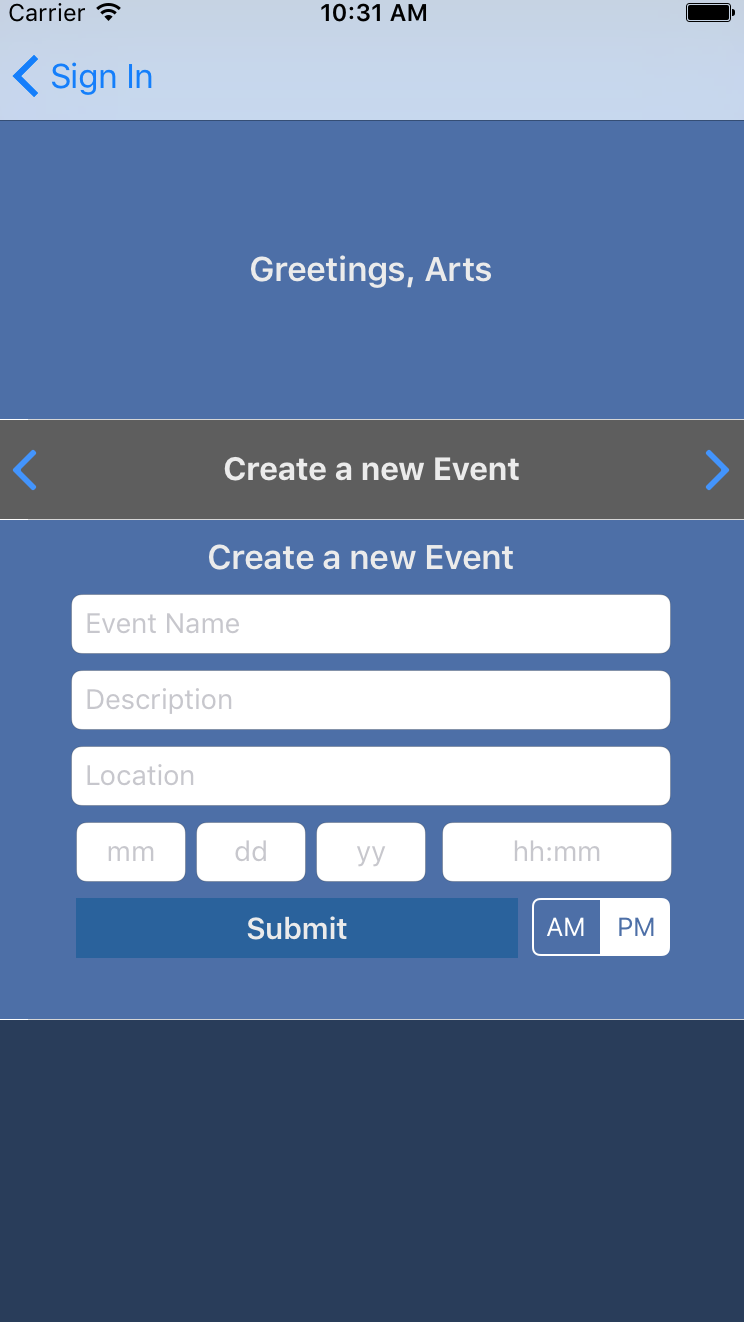 Carrier 10:31 AM
Sign In
Greetings, Arts
Create a new Event
Create a new Event
Event Name
Description
Location
mm dd yy hh:mm
Submit AM PM